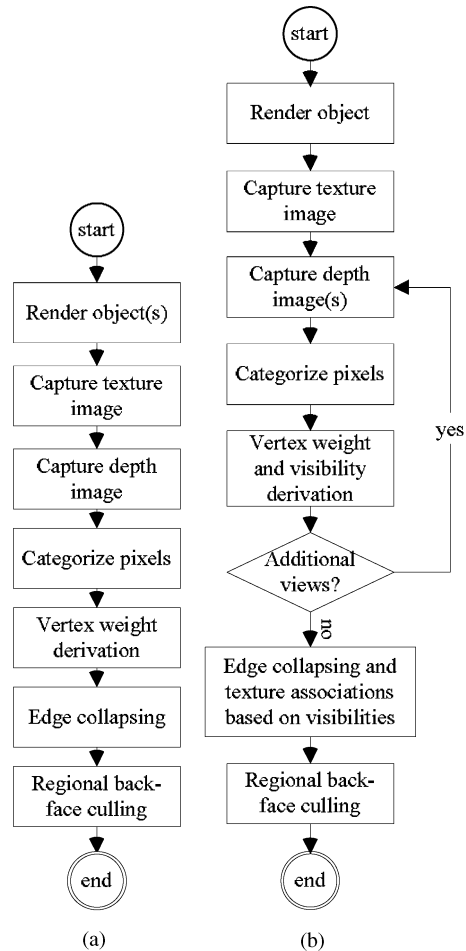 start
Render object(s)
Capture texture
image
Capture depth
image
Categorize pixels
Vertex weight
derivation
Edge collapsing
Regional back-
face culling
end
(a)
start
Render object
Capture texture
image
Capture depth
image(s)
Categorize pixels
Vertex weight
and visibility
derivation
Additional
views?
yes
no
Edge collapsing and
texture associations
based on visibilities
Regional back-
face culling
end
(b)